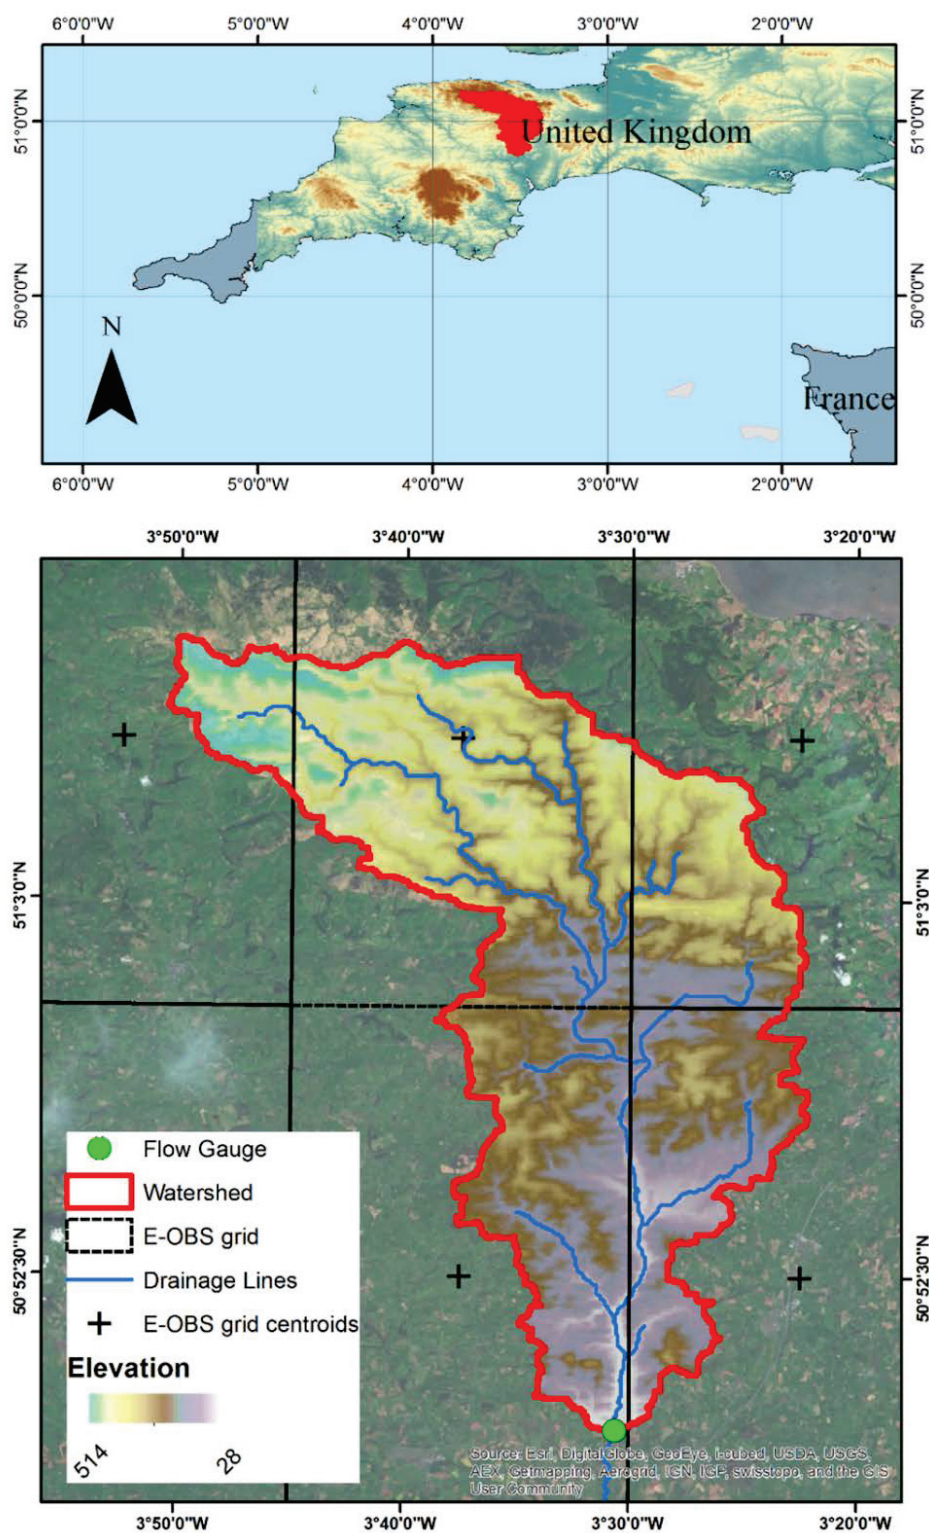 6°0'0"W 5°0'0"W 4°0'0"W 3°0'0"W 2°0'0"W
51°0'0"N
51°0'0"N
United Kingdom
50°0'0"N
50°0'0"N
N
France
6°0'0"W 5°0'0"W 4°0'0"W 3°0'0"W 2°0'0"W
3°50'0"W 3°40'0"W 3°30'0"W 3°20'0"W
51°3'0"N
51°3'0"N
Flow Gauge
Watershed
E-OBS grid
Drainage Lines
E-OBS grid centroids
Elevation
514
28
50°52'30"N
50°52'30"N
Source: Esri, DigitalGlobe, GeoEye, i-cubed, USDA, USGS,
AEX, Getmapping, Aerogrid, IGN, IGP, swisstopo, and the GIS
User Community
3°50'0"W 3°40'0"W 3°30'0"W 3°20'0"W